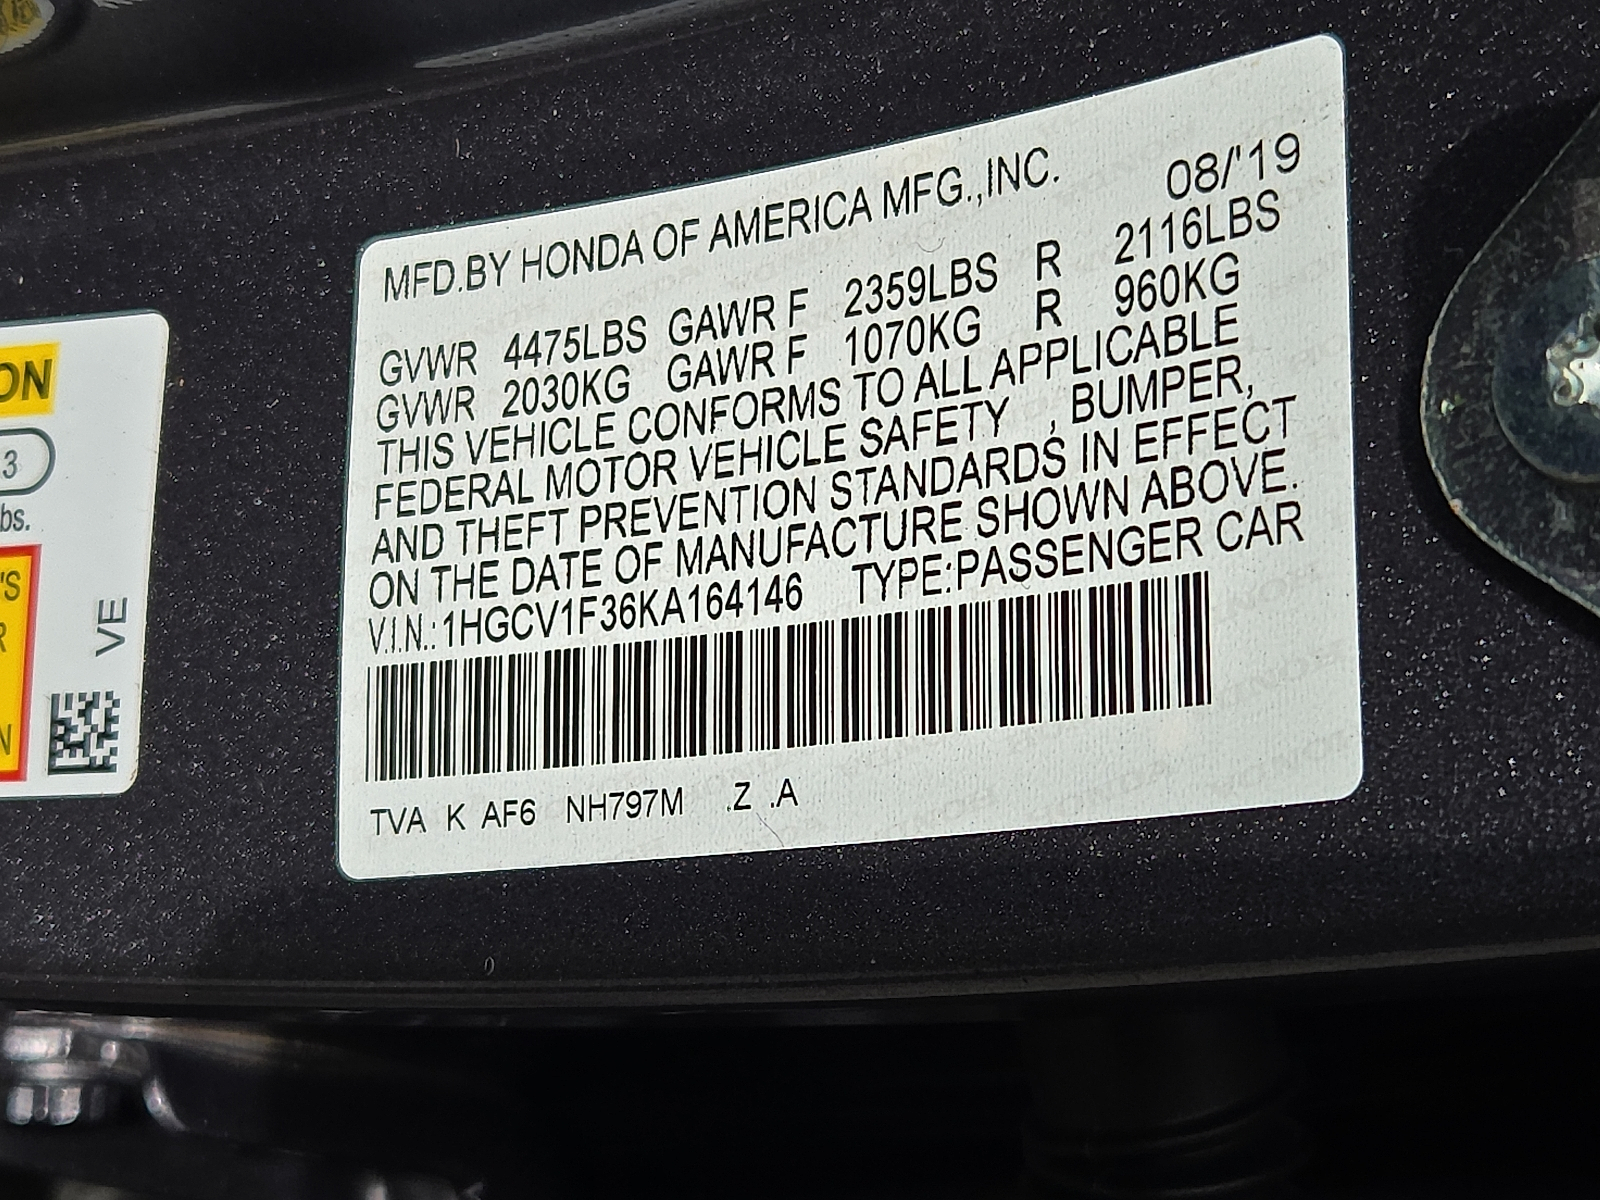 MFD.BY HONDA OF AMERICA MFG.,INC. 08/'19
GVWR 4475LBS GAWR F 2359LBS R 2116LBS
GVWR 2030KG GAWR F 1070KG R 960KG
THIS VEHICLE CONFORMS TO ALL APPLICABLE
FEDERAL MOTOR VEHICLE SAFETY , BUMPER,
AND THEFT PREVENTION STANDARDS IN EFFECT
ON THE DATE OF MANUFACTURE SHOWN ABOVE.
V.I.N.:1HGCV1F36KA164146 TYPE:PASSENGER CAR
TVA K AF6 NH797M .Z .A
ON
3
bs.
'S
R
N
VE